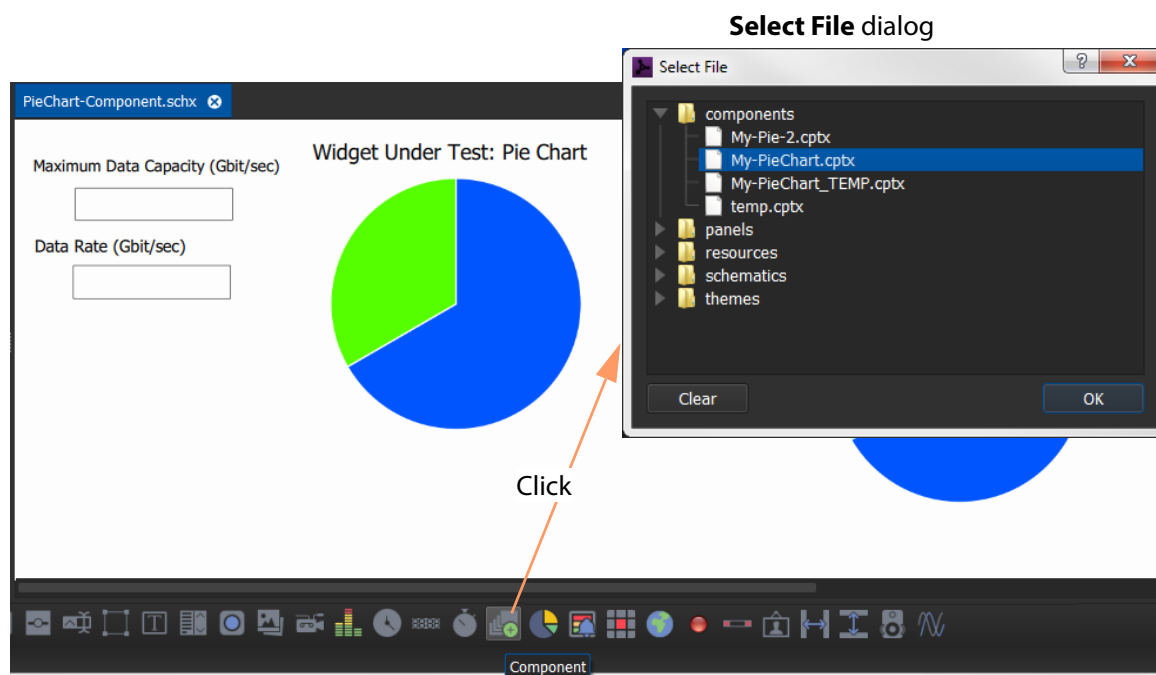 Select File dialog
Select File
PieChart-Component.schx
components
My-Pie-2.cptx
My-PieChart.cptx
My-PieChart_TEMP.cptx
temp.cptx
panels
resources
schematics
themes
Clear
OK
Maximum Data Capacity (Gbit/sec)
Widget Under Test: Pie Chart
Data Rate (Gbit/sec)
Click
Component